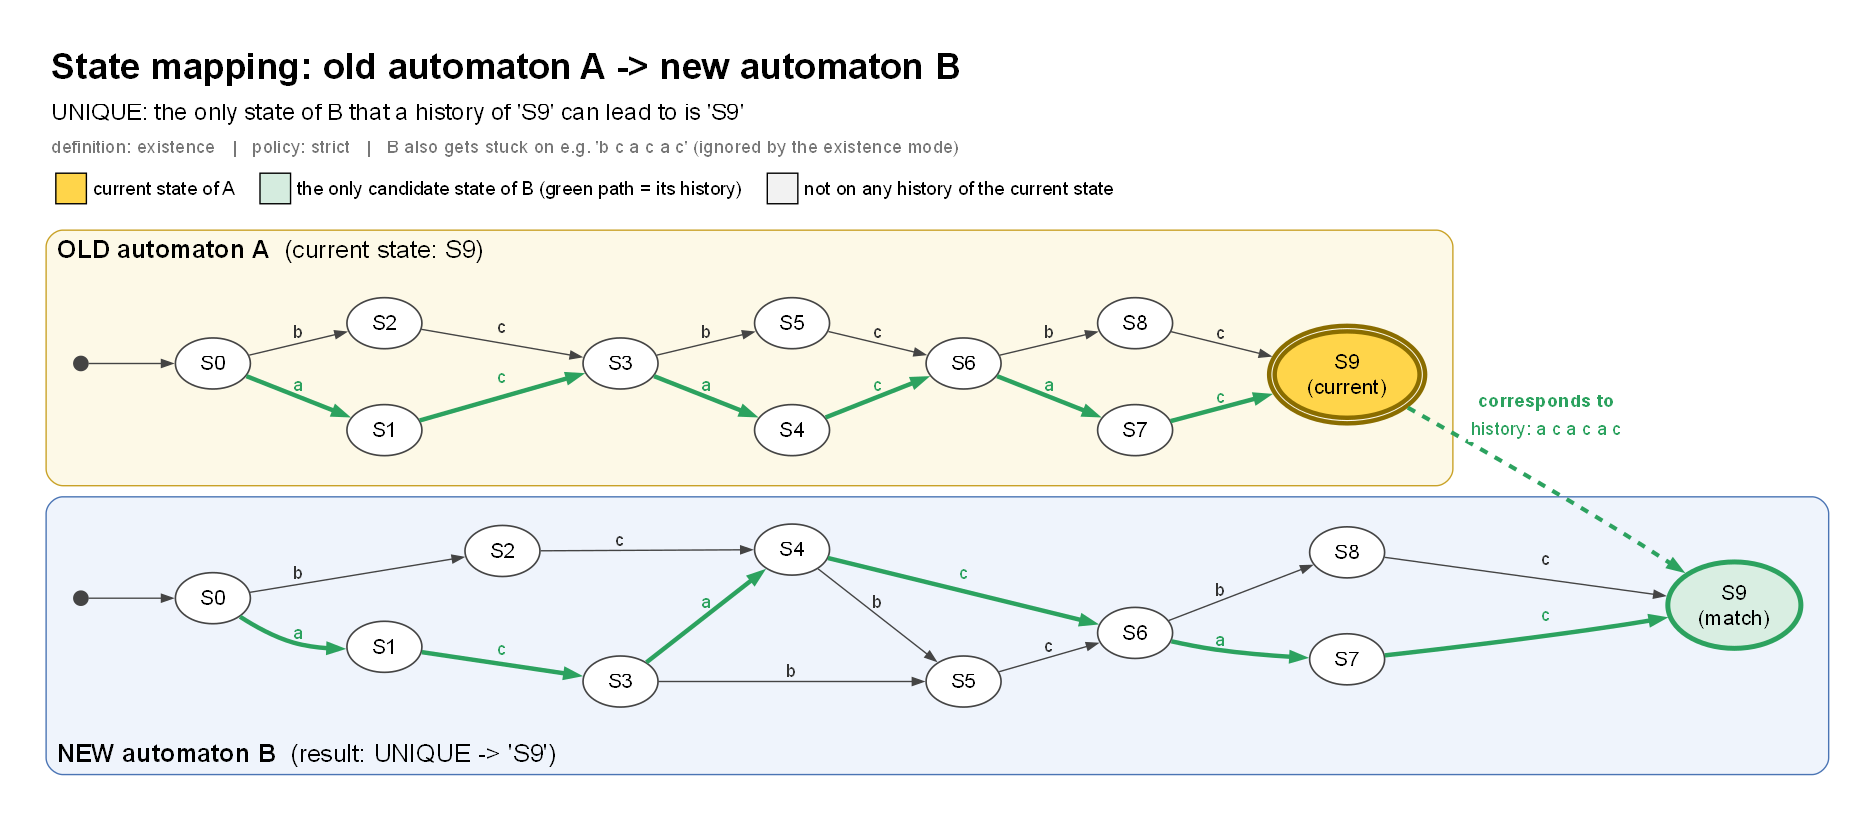 State mapping: old automaton A -> new automaton B
UNIQUE: the only state of B that a history of 'S9' can lead to is 'S9'
definition: existence | policy: strict | B also gets stuck on e.g. 'b c a c a c' (ignored by the existence mode)
current state of A the only candidate state of B (green path = its history) not on any history of the current state
OLD automaton A (current state: S9)
S2 S5 S8
b c b c b c
S0 S3 S6 S9
(current)
a c a c a c
S1 S4 S7
corresponds to
history: a c a c a c
S2 c S4 S8 c
b c b
S0 a b S6 S9
(match)
a S1 c c a S7 c
S3 b S5
NEW automaton B (result: UNIQUE -> 'S9')